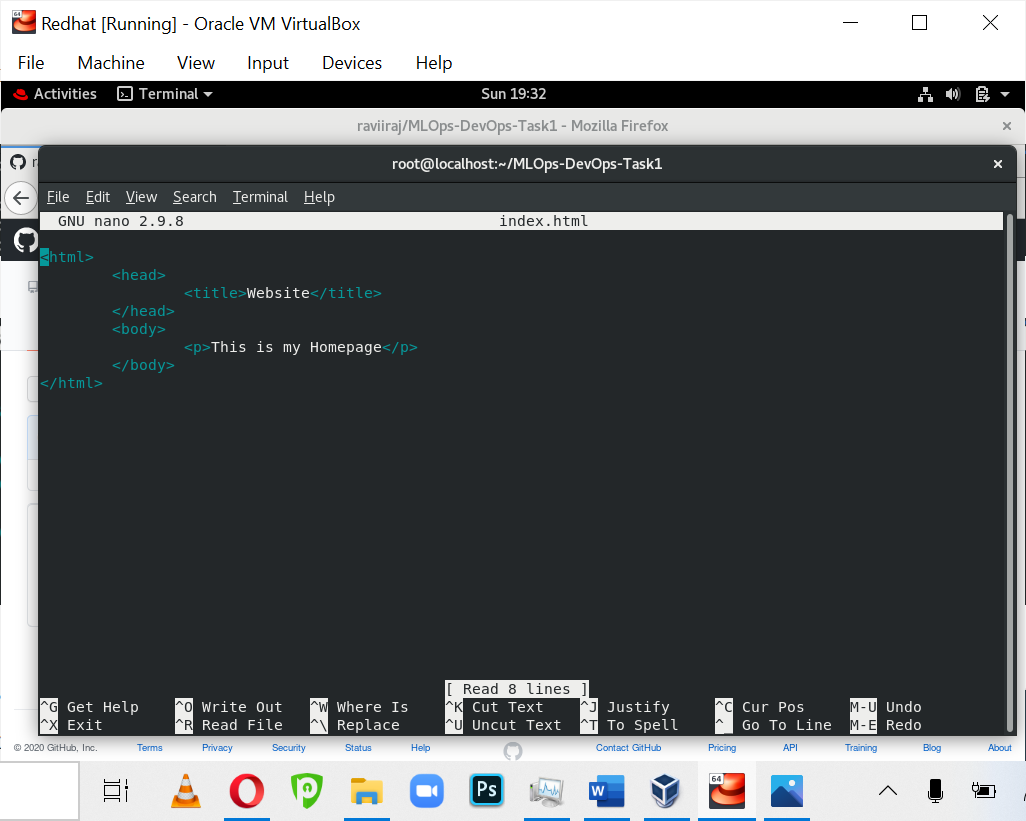 Redhat [Running] - Oracle VM VirtualBox
File Machine View Input Devices Help
Activities Terminal Sun 19:32
raviiraj/MLOps-DevOps-Task1 - Mozilla Firefox
root@localhost:~/MLOps-DevOps-Task1
File Edit View Search Terminal Help
GNU nano 2.9.8 index.html
<html>
<head>
<title>Website</title>
</head>
<body>
<p>This is my Homepage</p>
</body>
</html>
[ Read 8 lines ]
^G Get Help ^O Write Out ^W Where Is ^K Cut Text ^J Justify ^C Cur Pos M-U Undo
^X Exit ^R Read File ^\ Replace ^U Uncut Text ^T To Spell ^_ Go To Line M-E Redo
© 2020 GitHub, Inc. Terms Privacy Security Status Help Contact GitHub Pricing API Training Blog About
64
Ps
W
64